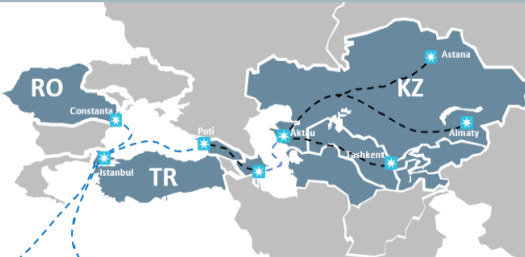 Astana
RO
KZ
Constanta
Poti
Aktau
Almaty
Tashkent
Istanbul
TR